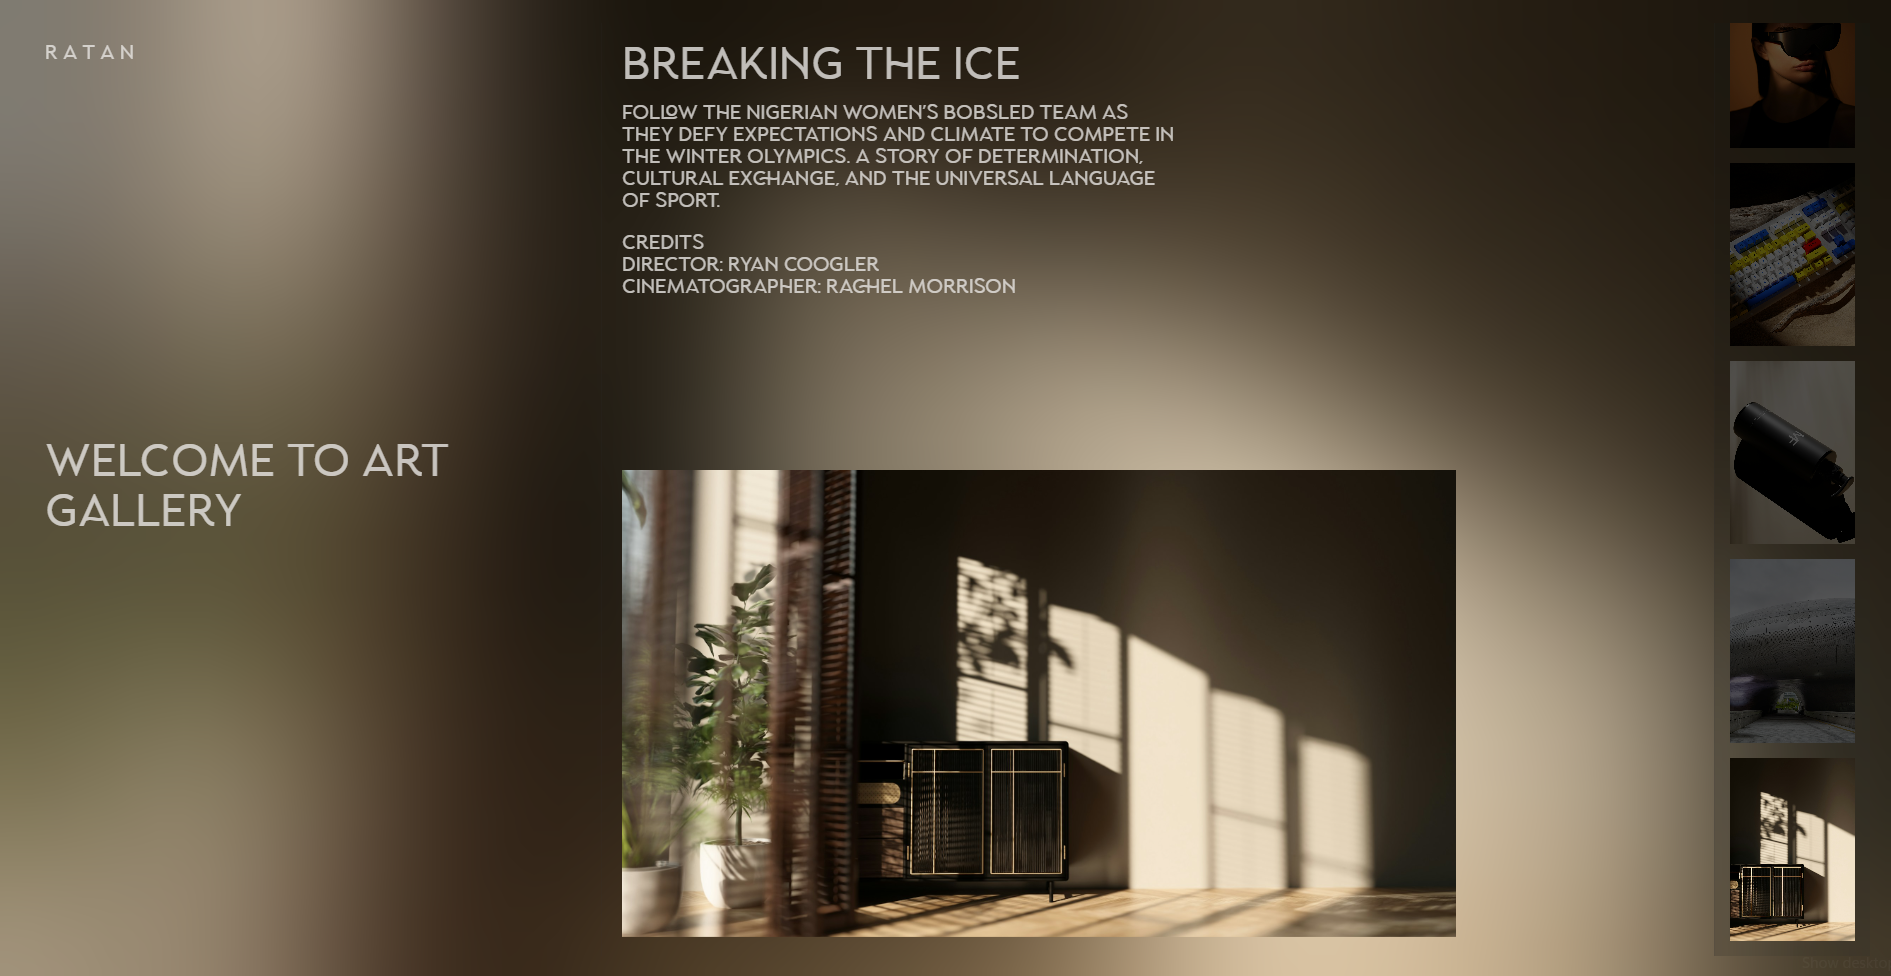 RATAN
BREAKING THE ICE
FOLLOW THE NIGERIAN WOMEN'S BOBSLED TEAM AS
THEY DEFY EXPECTATIONS AND CLIMATE TO COMPETE IN
THE WINTER OLYMPICS. A STORY OF DETERMINATION,
CULTURAL EXCHANGE, AND THE UNIVERSAL LANGUAGE
OF SPORT.
CREDITS
DIRECTOR: RYAN COOGLER
CINEMATOGRAPHER: RACHEL MORRISON
WELCOME TO ART
GALLERY
Show desktop